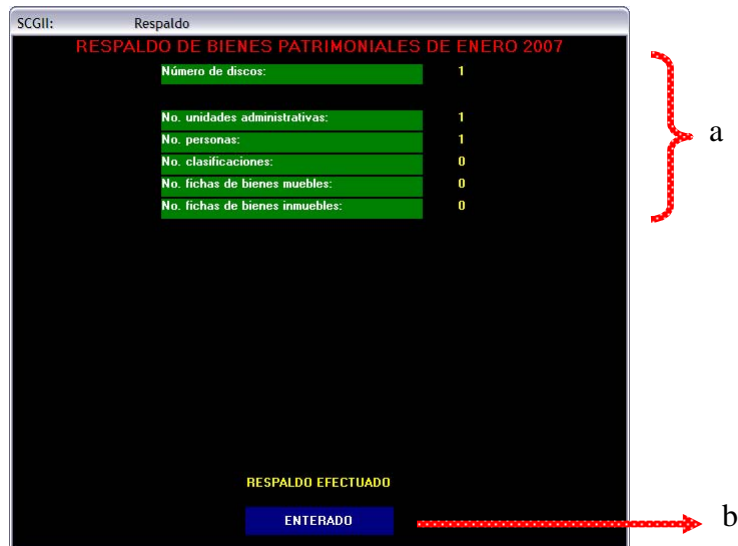 SCGII: Respaldo
RESPALDO DE BIENES PATRIMONIALES DE ENERO 2007
Número de discos: 1
No. unidades administrativas: 1
No. personas: 1
No. clasificaciones: 0
No. fichas de bienes muebles: 0
No. fichas de bienes inmuebles: 0
a
RESPALDO EFECTUADO
ENTERADO
b